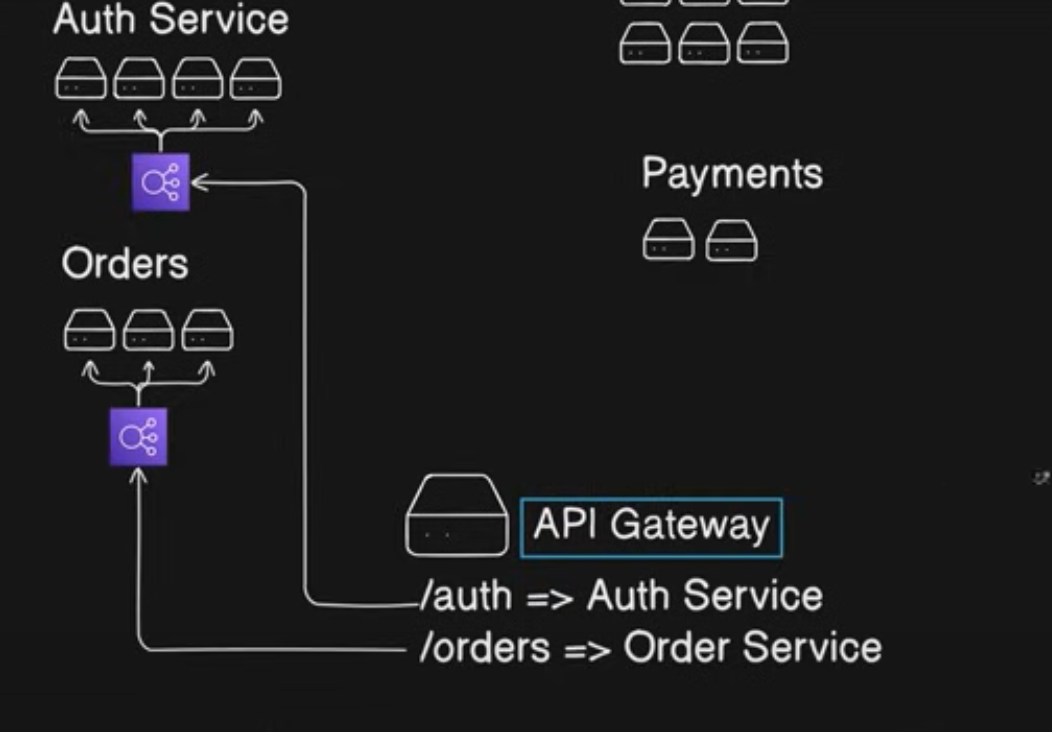 Auth Service
Payments
Orders
API Gateway
/auth => Auth Service
/orders => Order Service